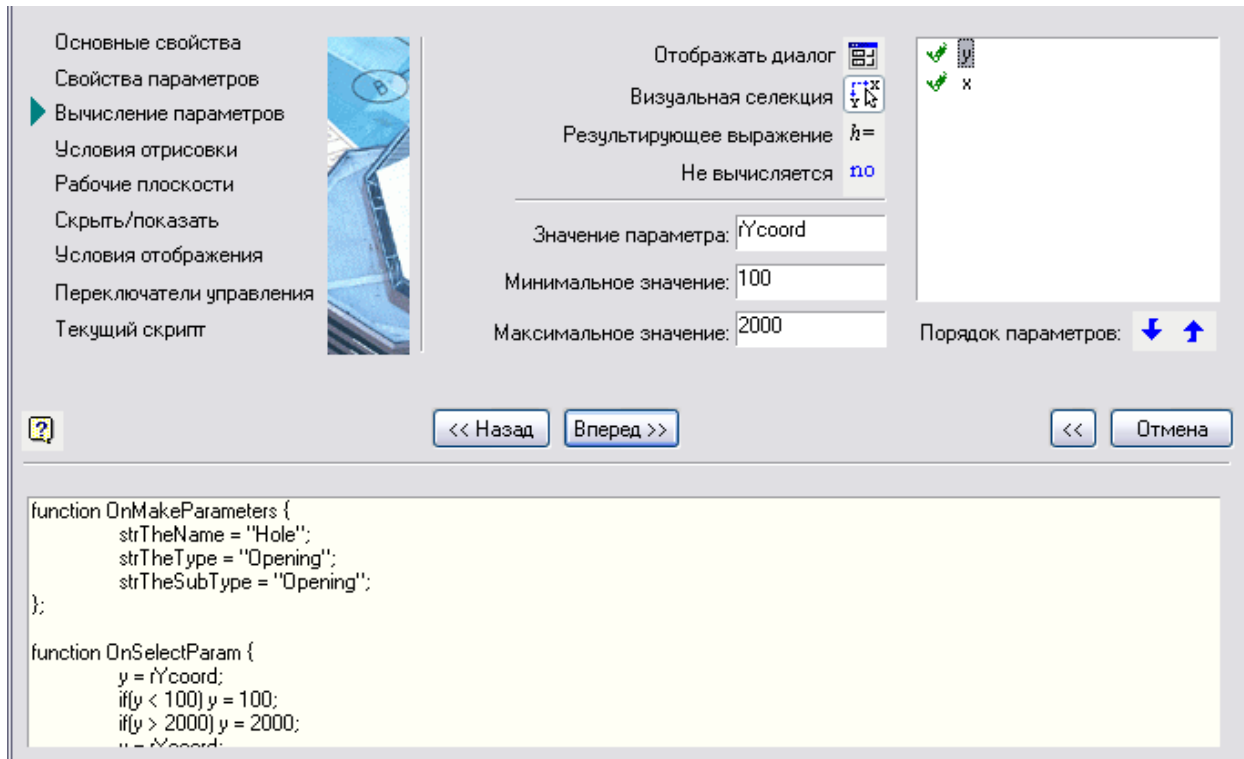 Основные свойства
Свойства параметров
Вычисление параметров
Условия отрисовки
Рабочие плоскости
Скрыть/показать
Условия отображения
Переключатели управления
Текущий скрипт
Отображать диалог
Визуальная селекция
Результирующее выражение h=
Не вычисляется no
Значение параметра: rYcoord
Минимальное значение: 100
Максимальное значение: 2000
y
x
Порядок параметров:
<< Назад
Вперед >>
<<
Отмена
function OnMakeParameters {
strTheName = "Hole";
strTheType = "Opening";
strTheSubType = "Opening";
};
function OnSelectParam {
y = rYcoord;
if(y < 100) y = 100;
if(y > 2000) y = 2000;